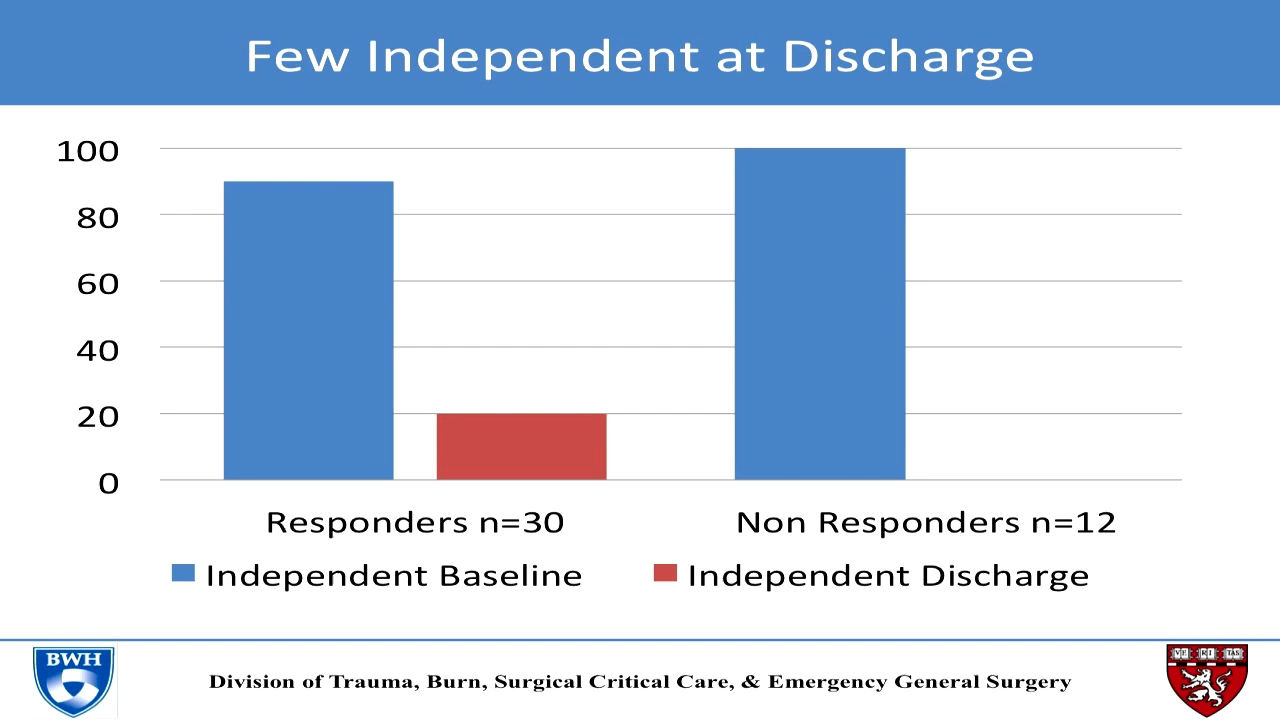 Few Independent at Discharge
100
80
60
40
20
0
Responders n=30
Non Responders n=12
Independent Baseline
Independent Discharge
BWH
Division of Trauma, Burn, Surgical Critical Care, & Emergency General Surgery
VE RI TAS